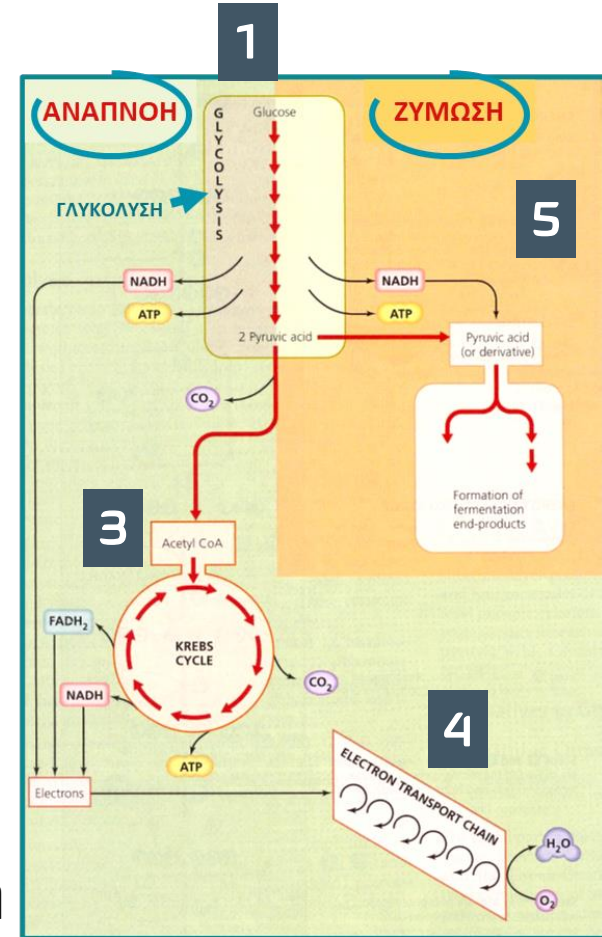 1
ΑΝΑΠΝΟΗ
ΖΥΜΩΣΗ
GLYCOLYSIS
Glucose
ΓΛΥΚΟΛΥΣΗ
5
NADH
NADH
ATP
ATP
2 Pyruvic acid
Pyruvic acid
(or derivative)
CO₂
Formation of
fermentation
end-products
3
Acetyl CoA
FADH₂
KREBS
CYCLE
NADH
CO₂
4
ATP
ELECTRON TRANSPORT CHAIN
Electrons
H₂O
O₂